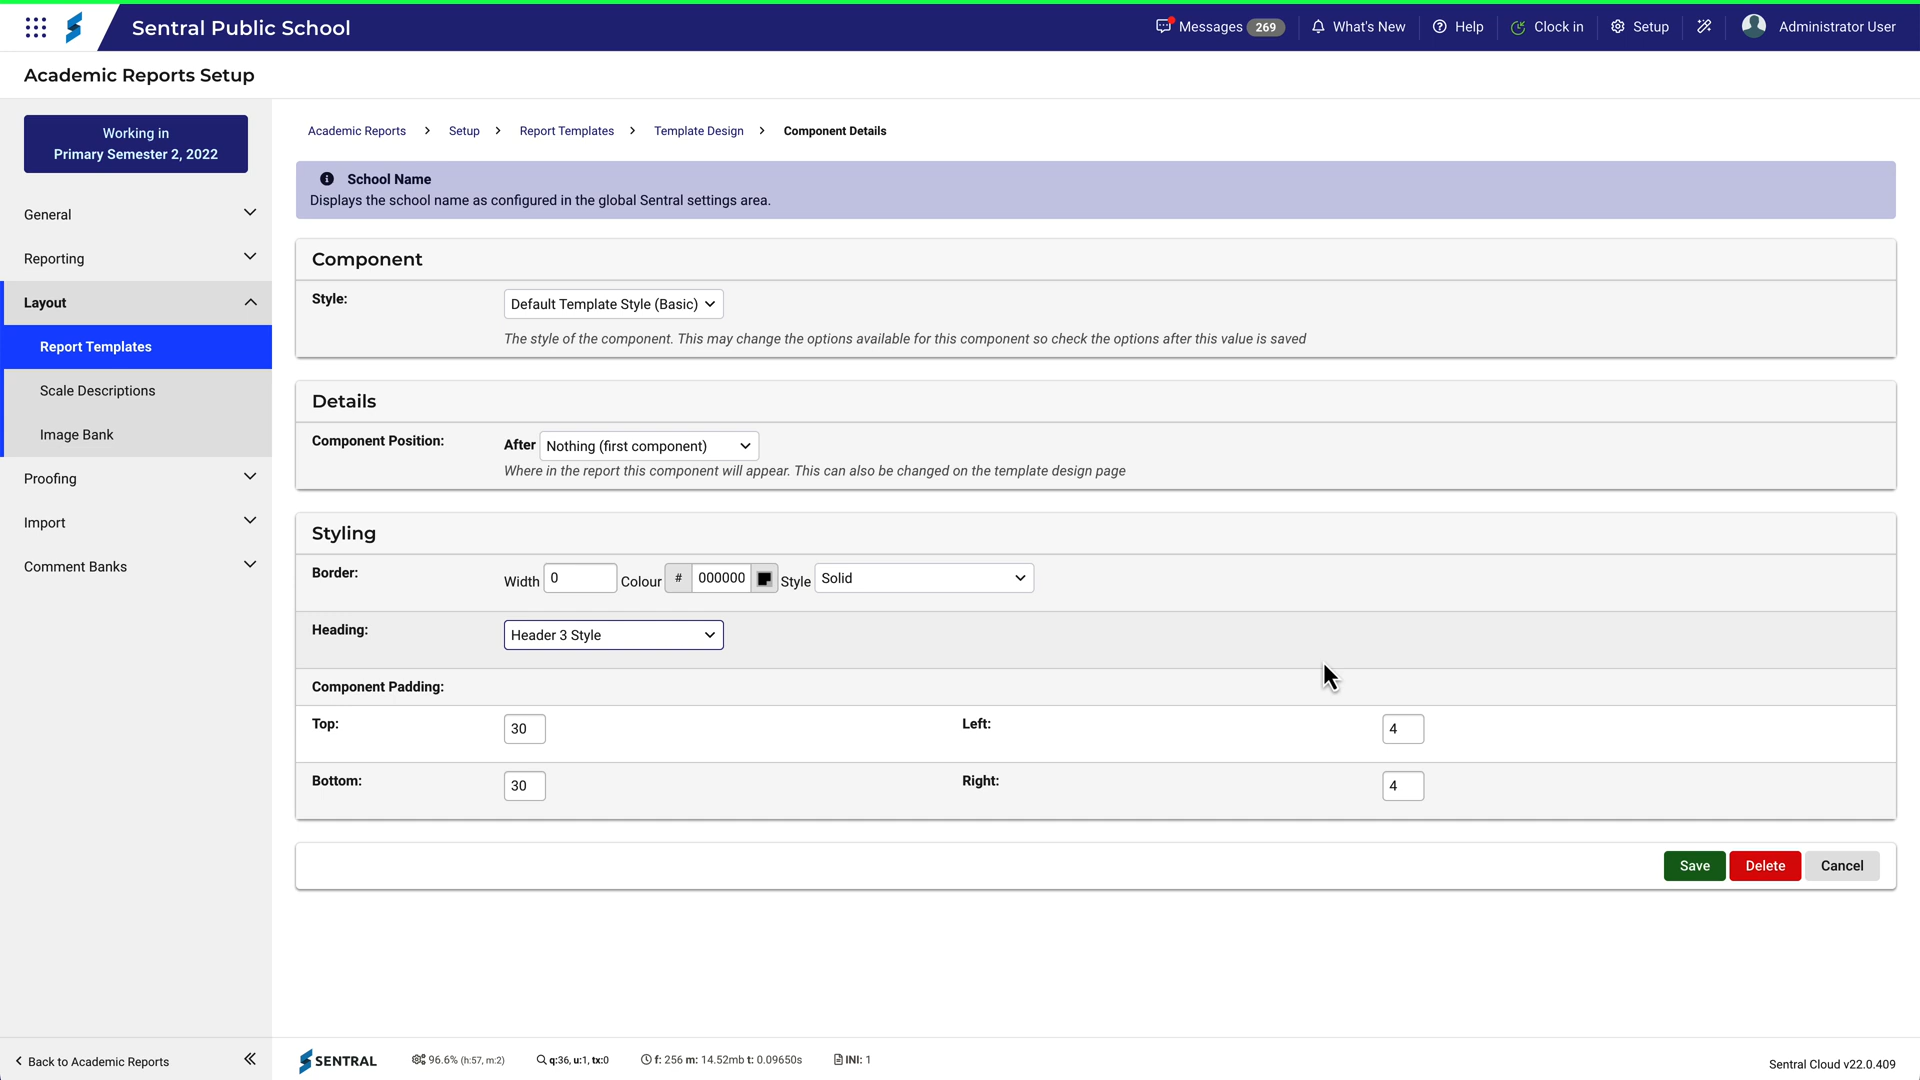 Sentral Public School
Messages 269
What's New
Help
Clock in
Setup
Administrator User
Academic Reports Setup
Working in
Primary Semester 2, 2022
General
Reporting
Layout
Report Templates
Scale Descriptions
Image Bank
Proofing
Import
Comment Banks
Back to Academic Reports
Academic Reports > Setup > Report Templates > Template Design > Component Details
School Name
Displays the school name as configured in the global Sentral settings area.
Component
Style: Default Template Style (Basic)
The style of the component. This may change the options available for this component so check the options after this value is saved
Details
Component Position: After Nothing (first component)
Where in the report this component will appear. This can also be changed on the template design page
Styling
Border: Width 0 Colour # 000000 Style Solid
Heading: Header 3 Style
Component Padding:
Top: 30 Left: 4
Bottom: 30 Right: 4
Save Delete Cancel
SENTRAL 96.6% (h:57, m:2) q:36, u:1, tx:0 f: 256 m: 14.52mb t: 0.09650s INI: 1
Sentral Cloud v22.0.409